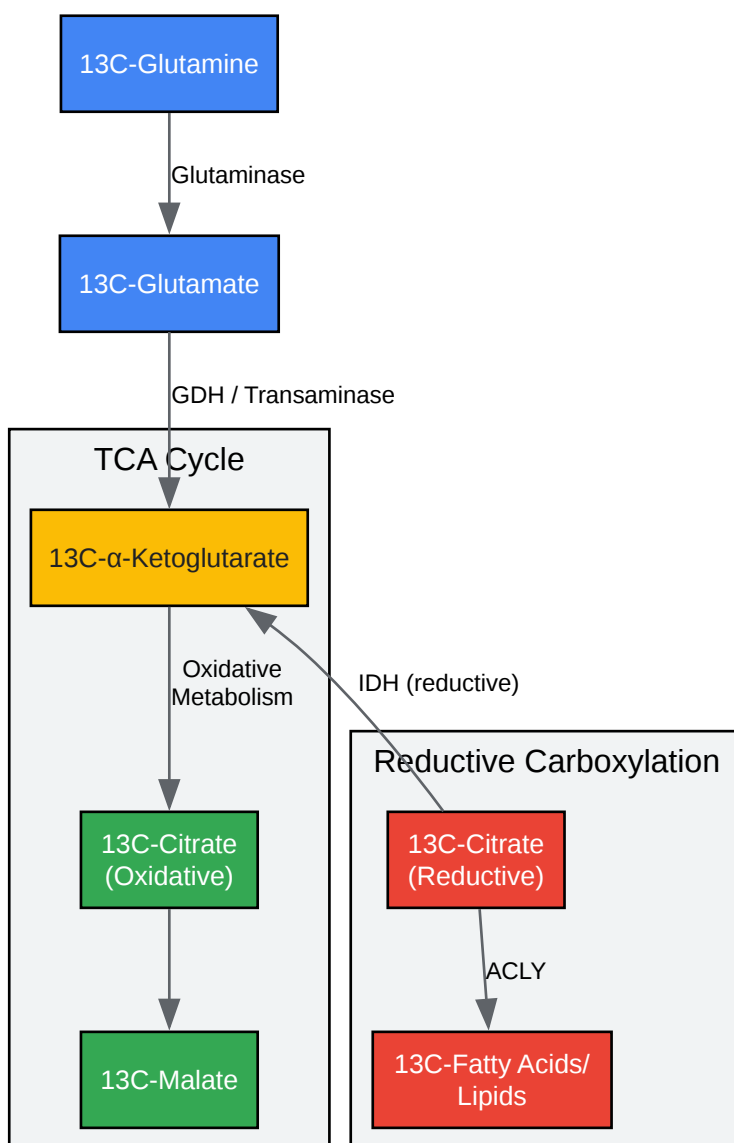 13C-Glutamine
Glutaminase
13C-Glutamate
GDH / Transaminase
TCA Cycle
13C-α-Ketoglutarate
Oxidative
Metabolism
IDH (reductive)
Reductive Carboxylation
13C-Citrate
(Oxidative)
13C-Citrate
(Reductive)
ACLY
13C-Malate
13C-Fatty Acids/
Lipids